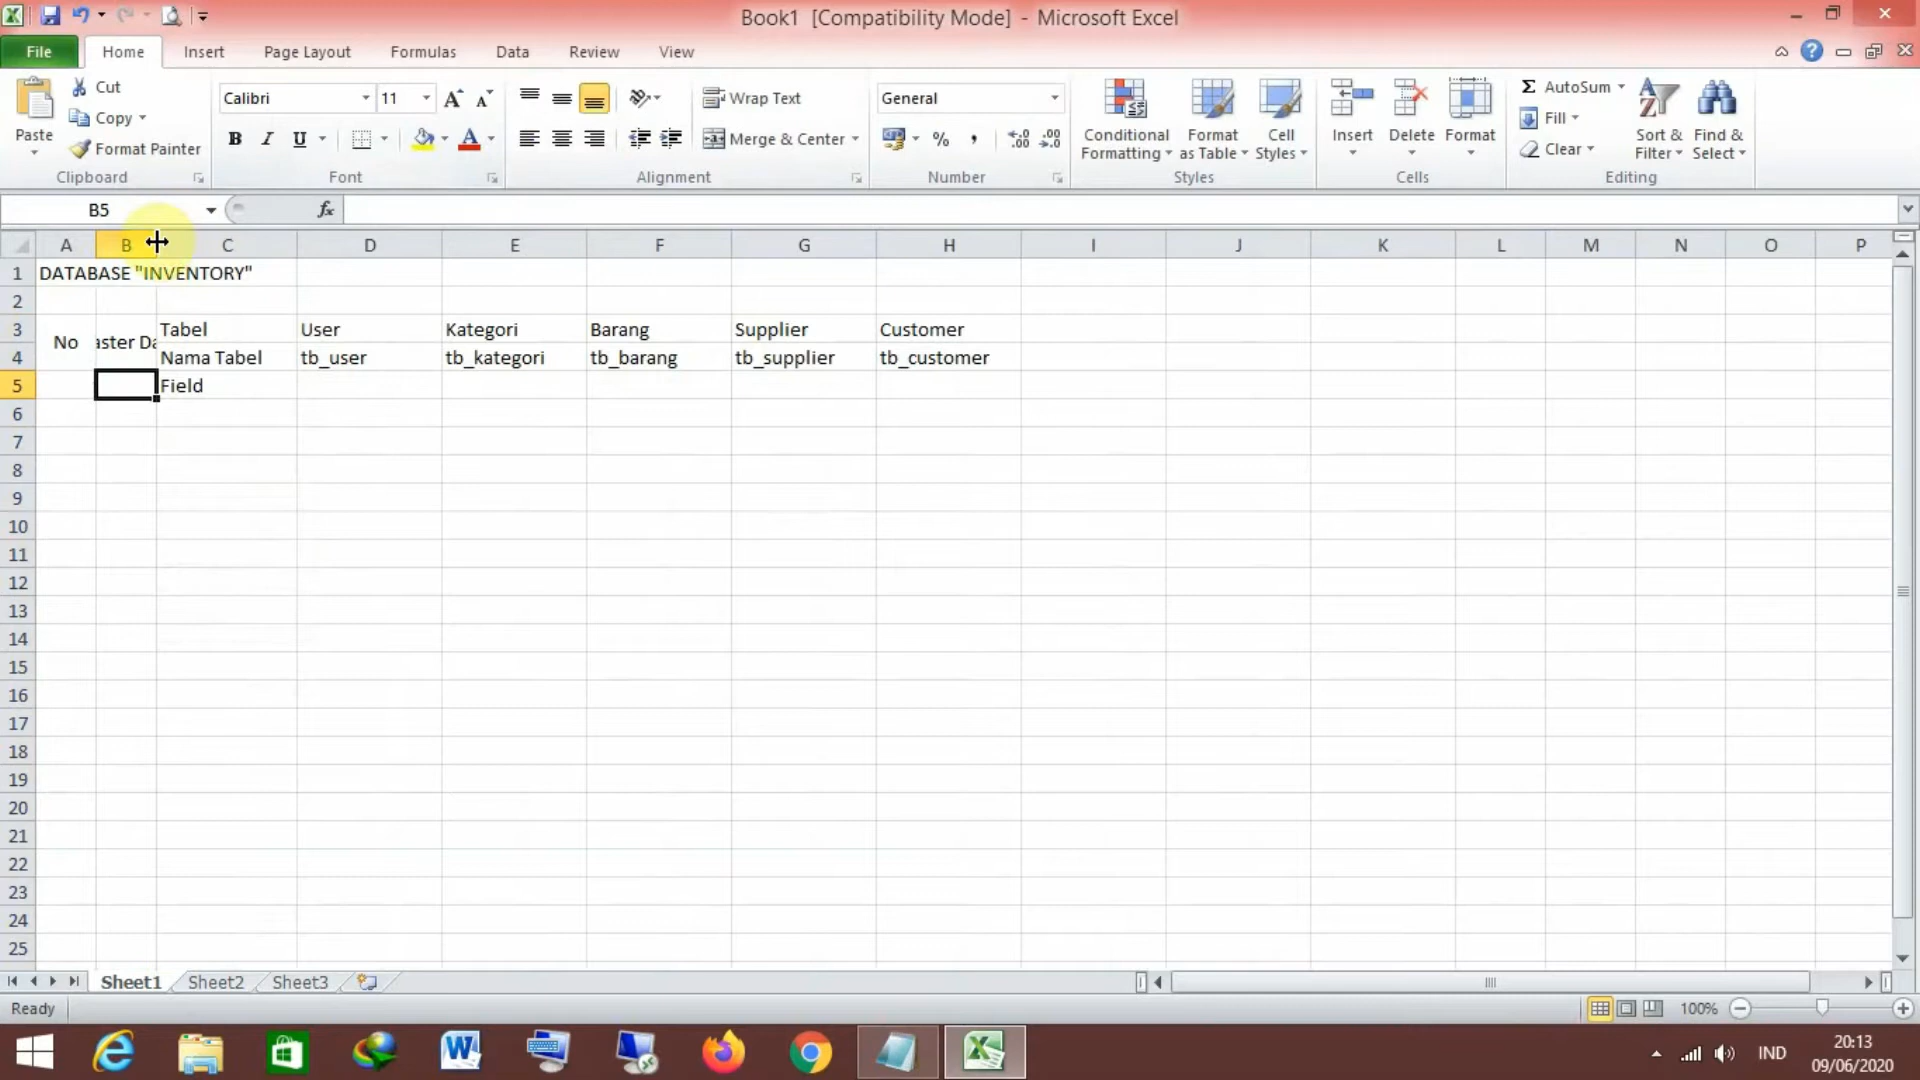 Book1 [Compatibility Mode] - Microsoft Excel
File Home Insert Page Layout Formulas Data Review View
Paste
Cut
Copy
Format Painter
Clipboard
Calibri 11
B I U A
Font
Wrap Text
Merge & Center
Alignment
General
% ,
Number
Conditional Formatting
Format as Table
Cell Styles
Styles
Insert Delete Format
Cells
AutoSum
Fill
Clear
Sort & Filter
Find & Select
Editing
B5 fx
A B C D E F G H I J K L M N O P
1 DATABASE "INVENTORY"
2
3 Tabel User Kategori Barang Supplier Customer
No aster Da
4 Nama Tabel tb_user tb_kategori tb_barang tb_supplier tb_customer
5 Field
6
7
8
9
10
11
12
13
14
15
16
17
18
19
20
21
22
23
24
25
Sheet1 Sheet2 Sheet3
Ready 100%
IND
20:13
09/06/2020